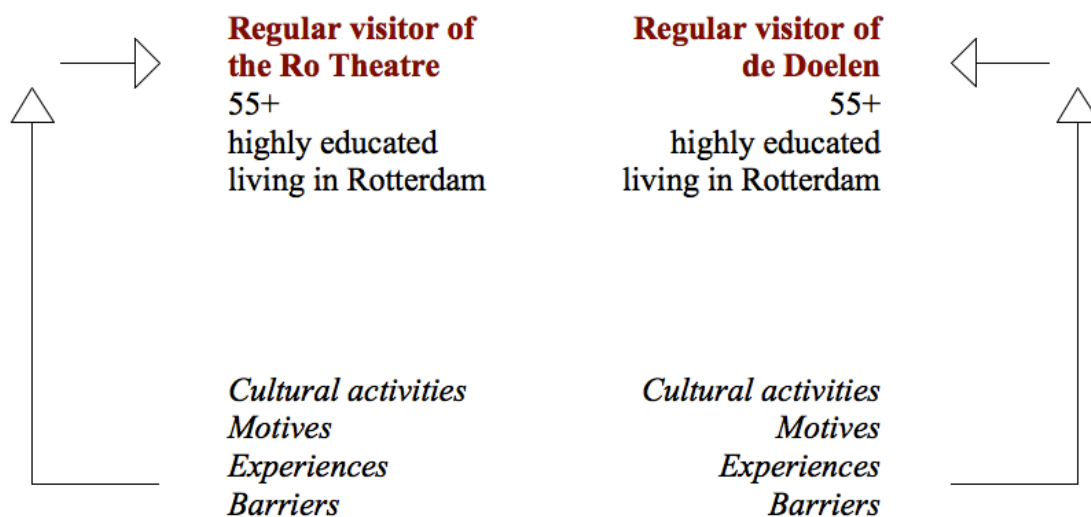 Regular visitor of
the Ro Theatre
55+
highly educated
living in Rotterdam
Regular visitor of
de Doelen
55+
highly educated
living in Rotterdam
Cultural activities
Motives
Experiences
Barriers
Cultural activities
Motives
Experiences
Barriers